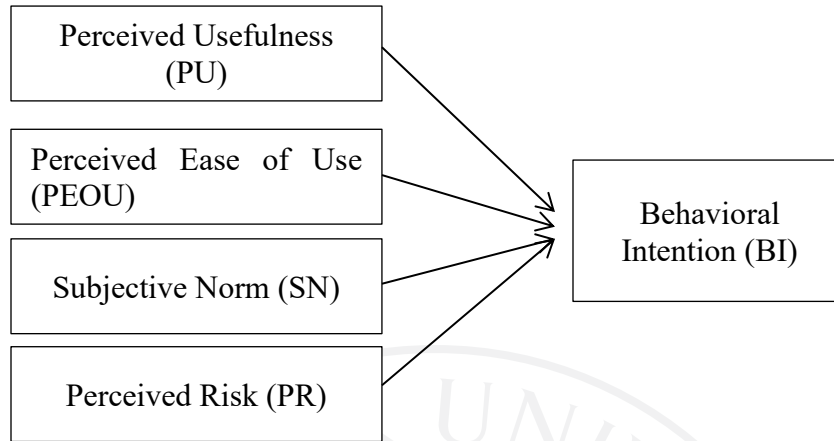 Perceived Usefulness
(PU)
Perceived Ease of Use
(PEOU)
Subjective Norm (SN)
Perceived Risk (PR)
Behavioral
Intention (BI)